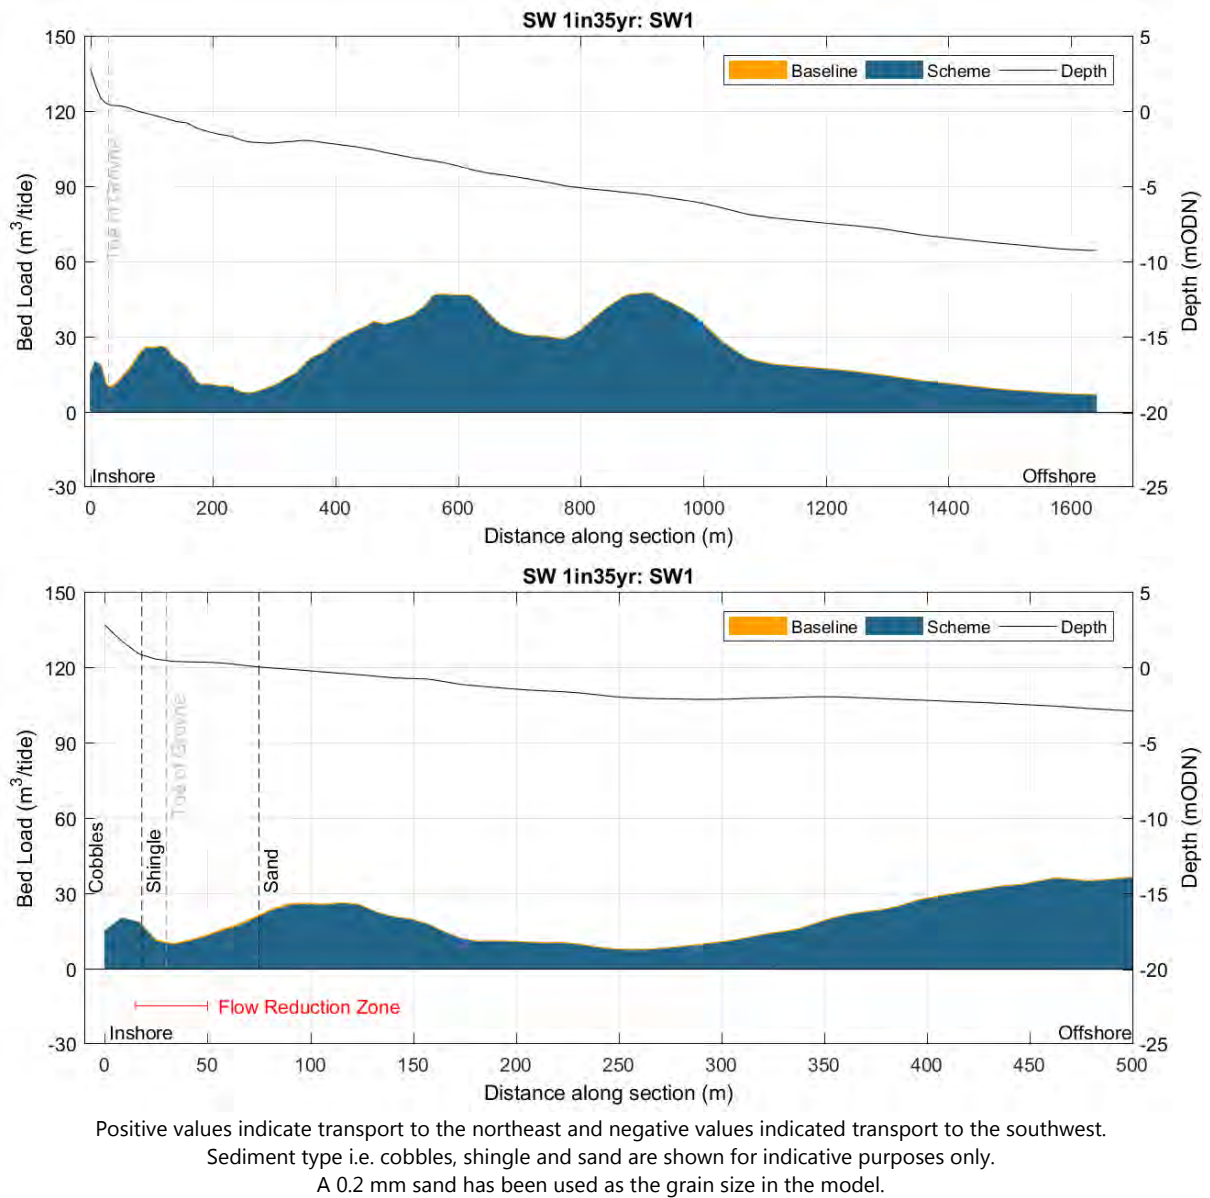 SW 1in35yr: SW1
150
120
90
60
30
0
-30
Bed Load (m³/tide)
Baseline
Scheme
Depth
Toe of Groyne
5
0
-5
-10
-15
-20
-25
Depth (mODN)
Inshore
Offshore
0 200 400 600 800 1000 1200 1400 1600
Distance along section (m)
SW 1in35yr: SW1
150
120
90
60
30
0
-30
Bed Load (m³/tide)
Baseline
Scheme
Depth
Cobbles
Shingle
Toe of Groyne
Sand
5
0
-5
-10
-15
-20
-25
Depth (mODN)
Flow Reduction Zone
Inshore
Offshore
0 50 100 150 200 250 300 350 400 450 500
Distance along section (m)
Positive values indicate transport to the northeast and negative values indicated transport to the southwest.
Sediment type i.e. cobbles, shingle and sand are shown for indicative purposes only.
A 0.2 mm sand has been used as the grain size in the model.